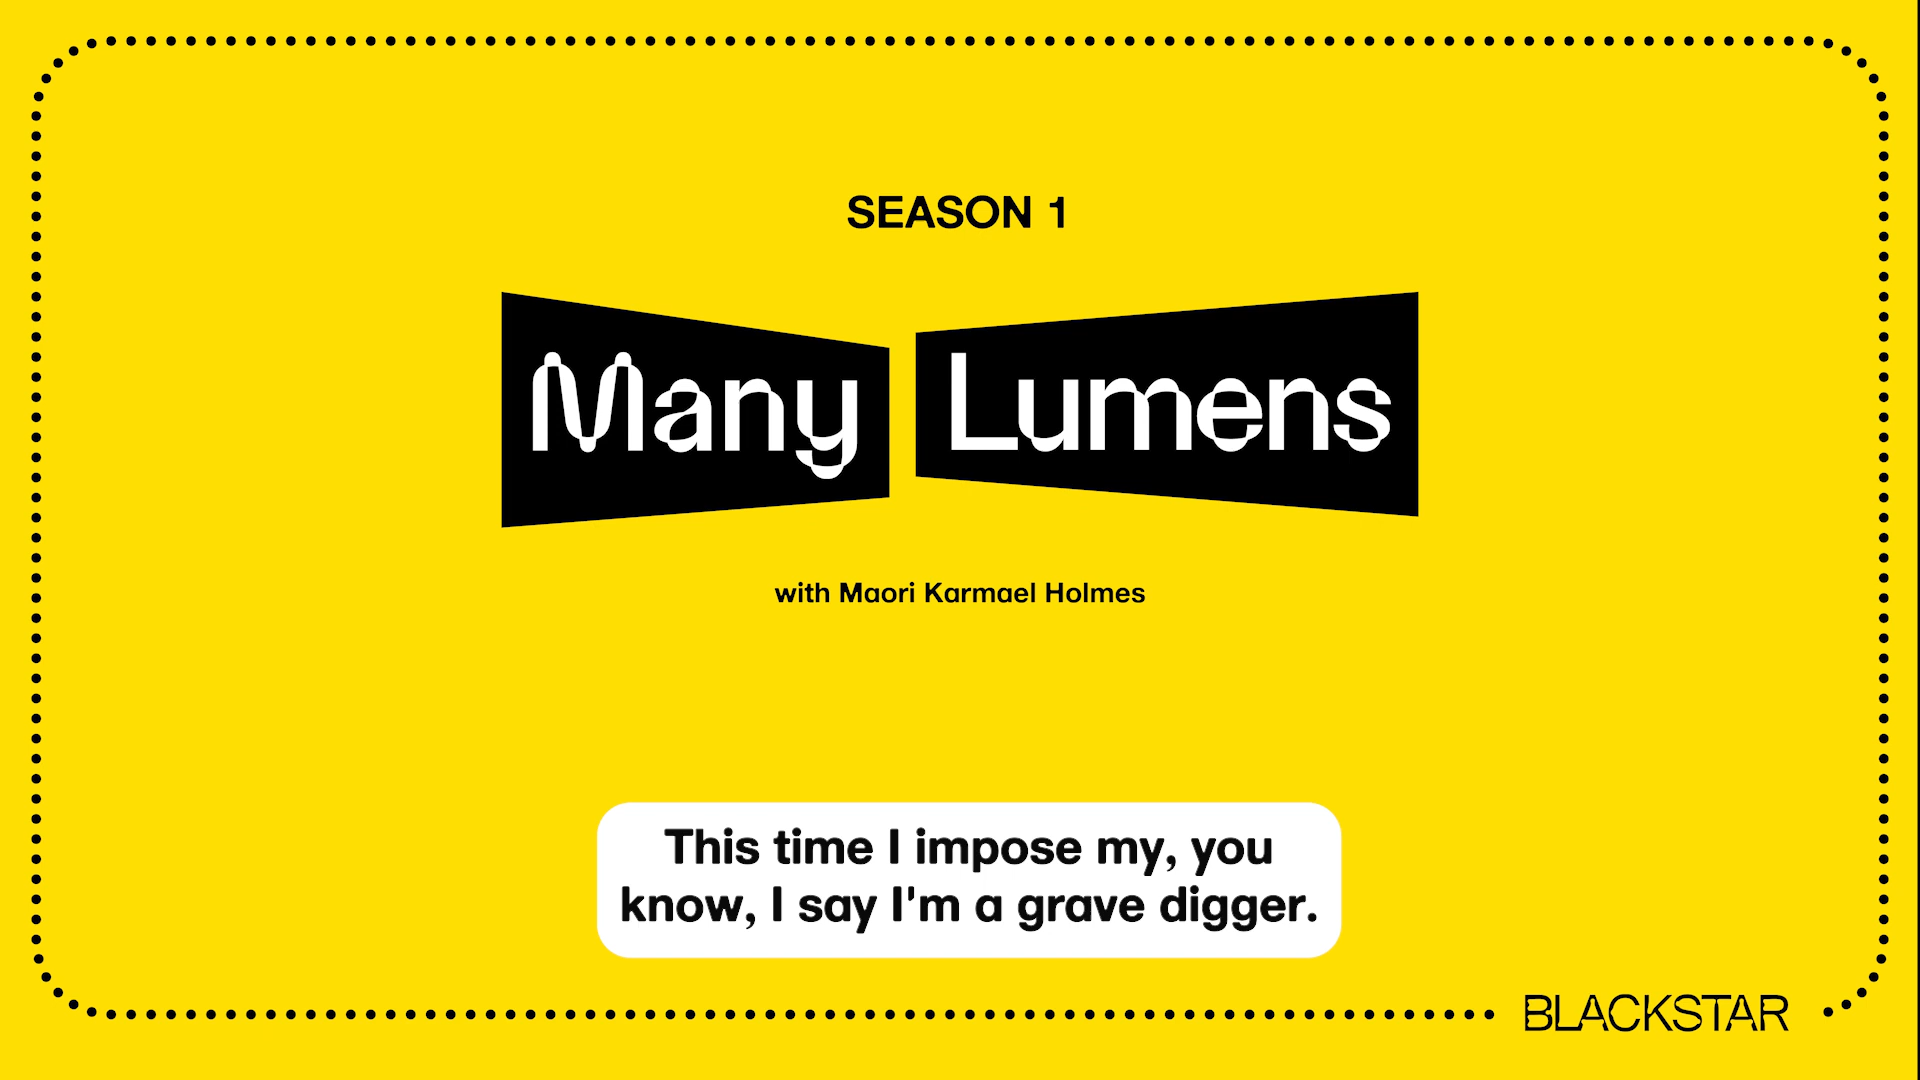 SEASON 1
Many Lumens
with Maori Karmael Holmes
This time I impose my, you
know, I say I'm a grave digger.
BLACKSTAR